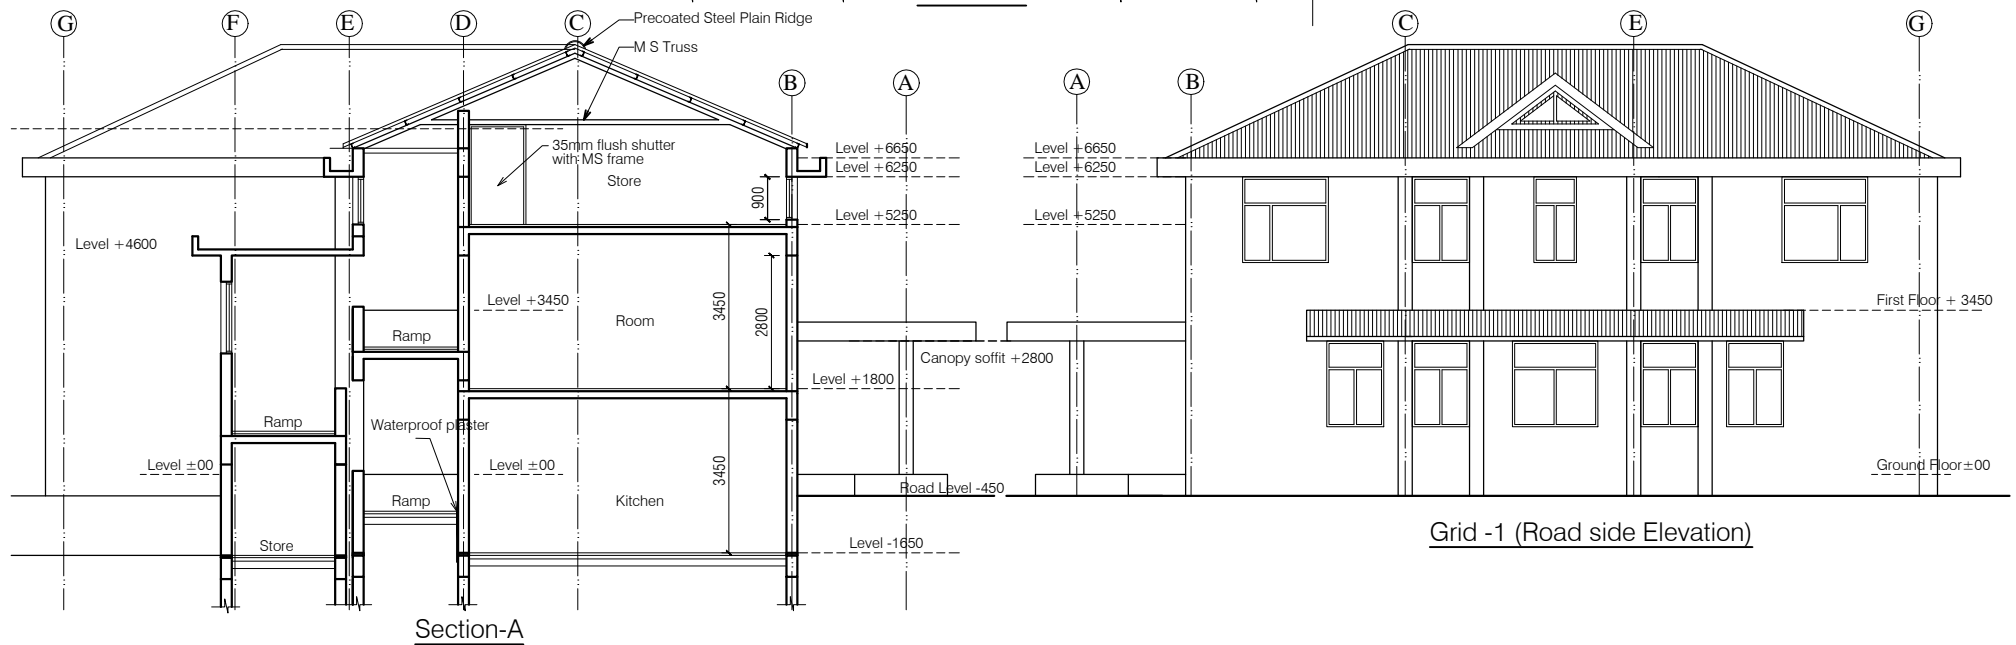 G F E D C
Precoated Steel Plain Ridge
M S Truss
B A A B
C E G
35mm flush shutter
with MS frame
Store
900
Level +6650
Level +6250
Level +5250
Level +6650
Level +6250
Level +5250
Level +4600
Level +3450
Ramp
Room
3450
2800
Canopy soffit +2800
Level +1800
First Floor + 3450
Ramp
Waterproof plaster
Level ±00
Level ±00
3450
Ramp
Kitchen
Road Level -450
Ground Floor±00
Store
Level -1650
Section-A
Grid -1 (Road side Elevation)